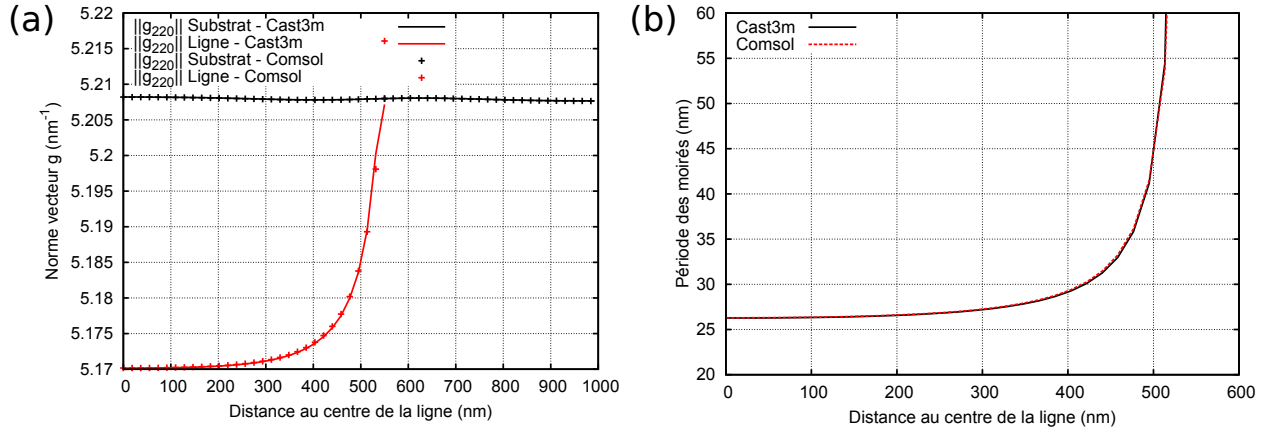 (a)
||g220|| Substrat - Cast3m
||g220|| Ligne - Cast3m
||g220|| Substrat - Comsol
||g220|| Ligne - Comsol
5.22
5.215
5.21
5.205
5.2
5.195
5.19
5.185
5.18
5.175
5.17
Norme vecteur g (nm-1)
0 100 200 300 400 500 600 700 800 900 1000
Distance au centre de la ligne (nm)
(b)
Cast3m
Comsol
60
55
50
45
40
35
30
25
20
Période des moirés (nm)
0 100 200 300 400 500 600
Distance au centre de la ligne (nm)